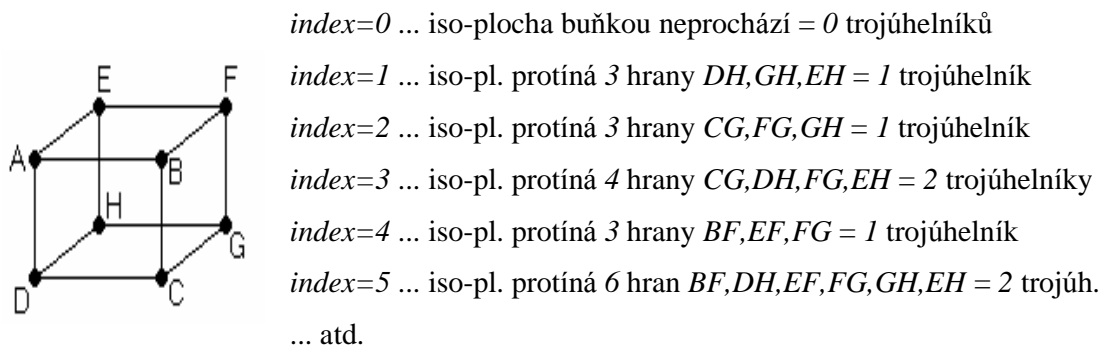 index=0 ... iso-plocha buňkou neprochází = 0 trojúhelníků
index=1 ... iso-pl. protíná 3 hrany DH,GH,EH = 1 trojúhelník
index=2 ... iso-pl. protíná 3 hrany CG,FG,GH = 1 trojúhelník
index=3 ... iso-pl. protíná 4 hrany CG,DH,FG,EH = 2 trojúhelníky
index=4 ... iso-pl. protíná 3 hrany BF,EF,FG = 1 trojúhelník
index=5 ... iso-pl. protíná 6 hran BF,DH,EF,FG,GH,EH = 2 trojúh.
... atd.
E
F
A
B
H
G
D
C